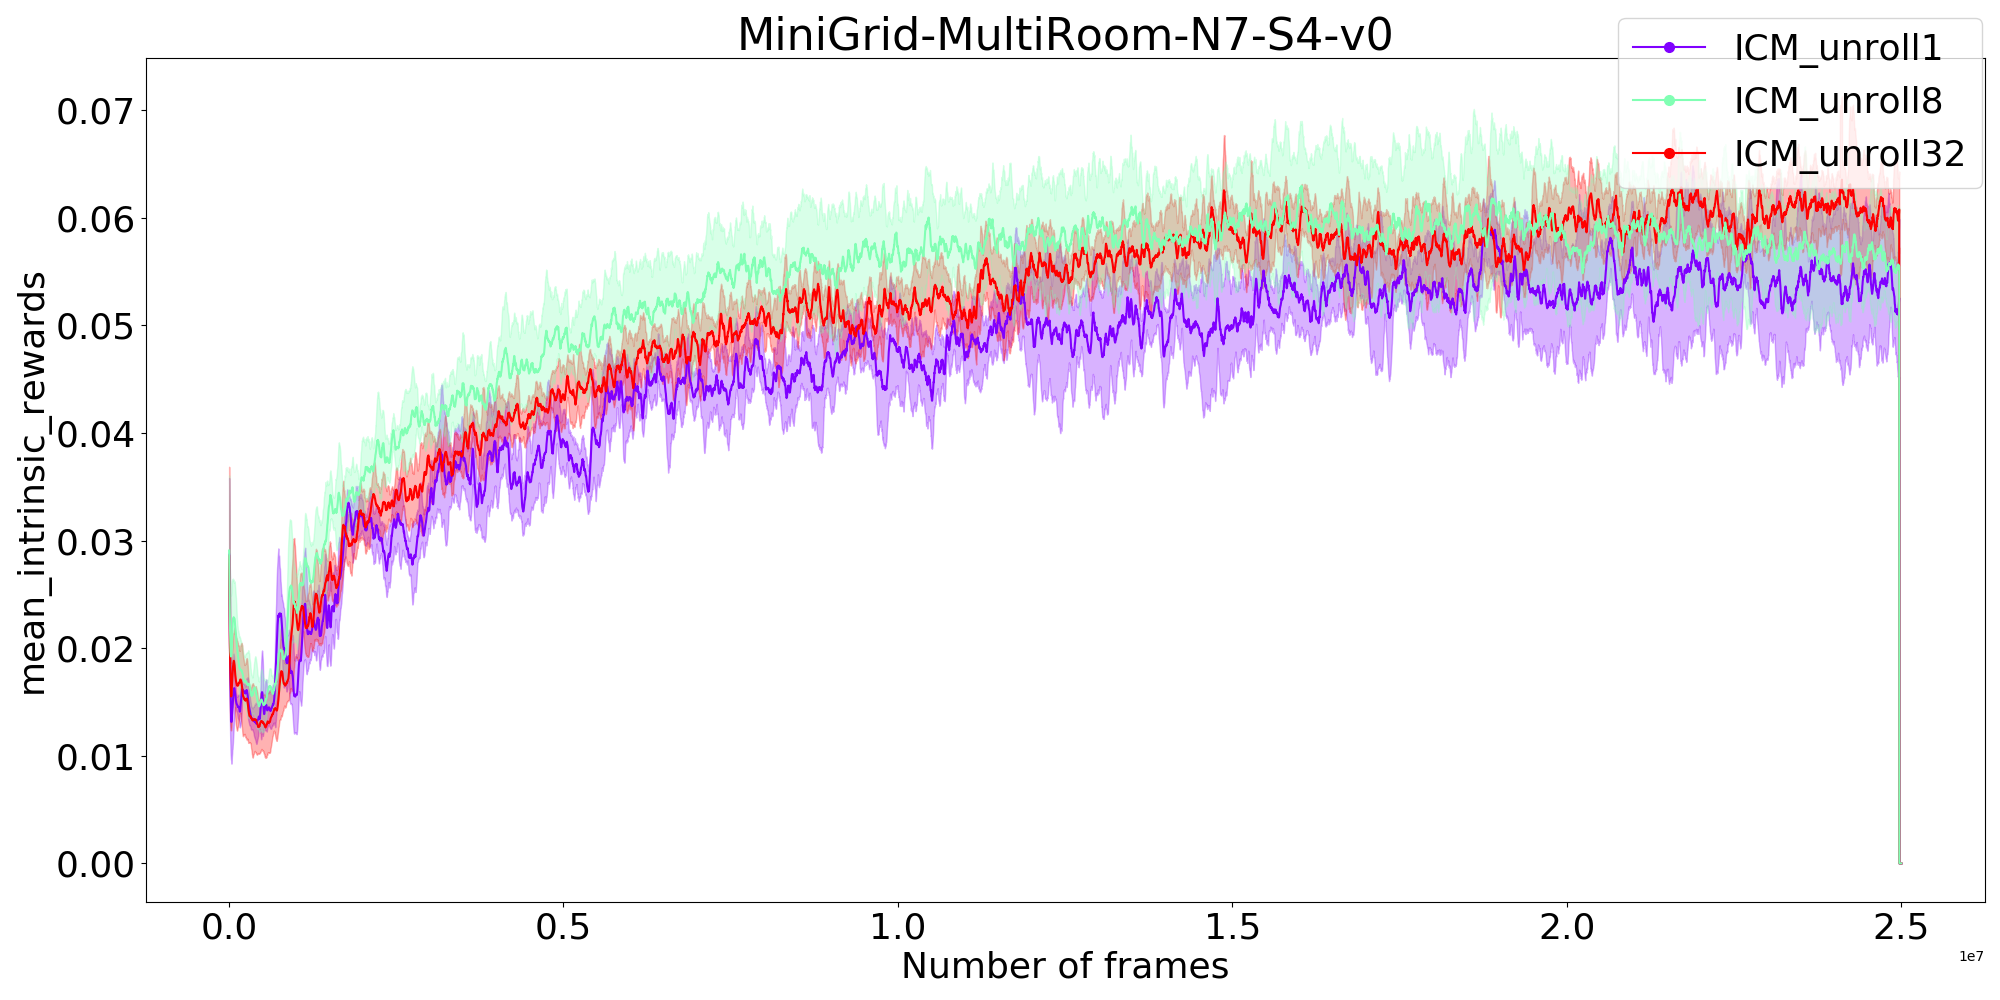 MiniGrid-MultiRoom-N7-S4-v0
ICM_unroll1
ICM_unroll8
ICM_unroll32
mean_intrinsic_rewards
0.07
0.06
0.05
0.04
0.03
0.02
0.01
0.00
0.0 0.5 1.0 1.5 2.0 2.5
1e7
Number of frames